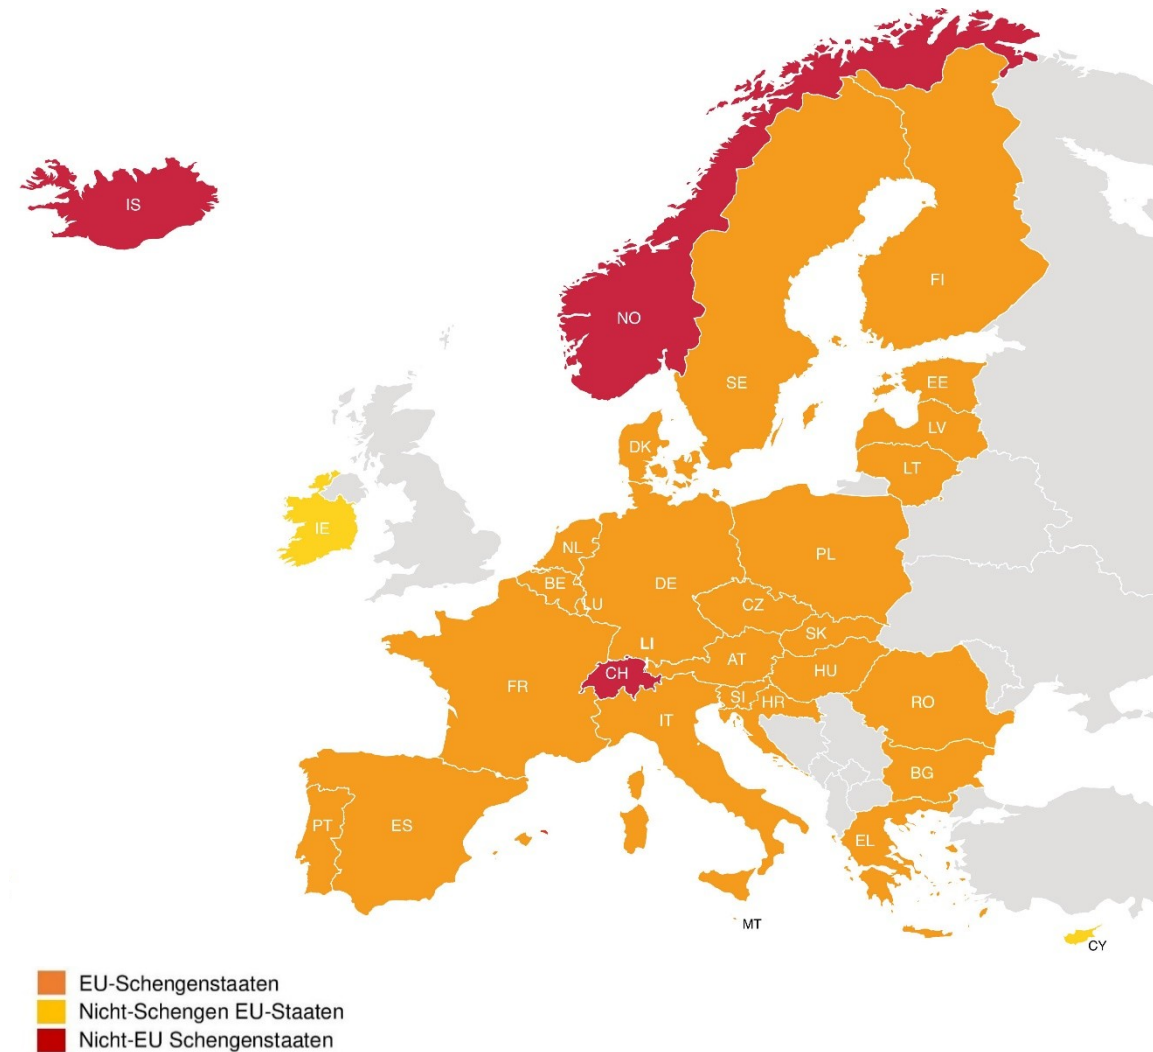 IS
NO
FI
SE
EE
LV
DK
LT
IE
NL
PL
BE
DE
LU
CZ
SK
LI
AT
CH
HU
FR
SI
HR
RO
IT
BG
PT
ES
EL
MT
CY
EU-Schengenstaaten
Nicht-Schengen EU-Staaten
Nicht-EU Schengenstaaten